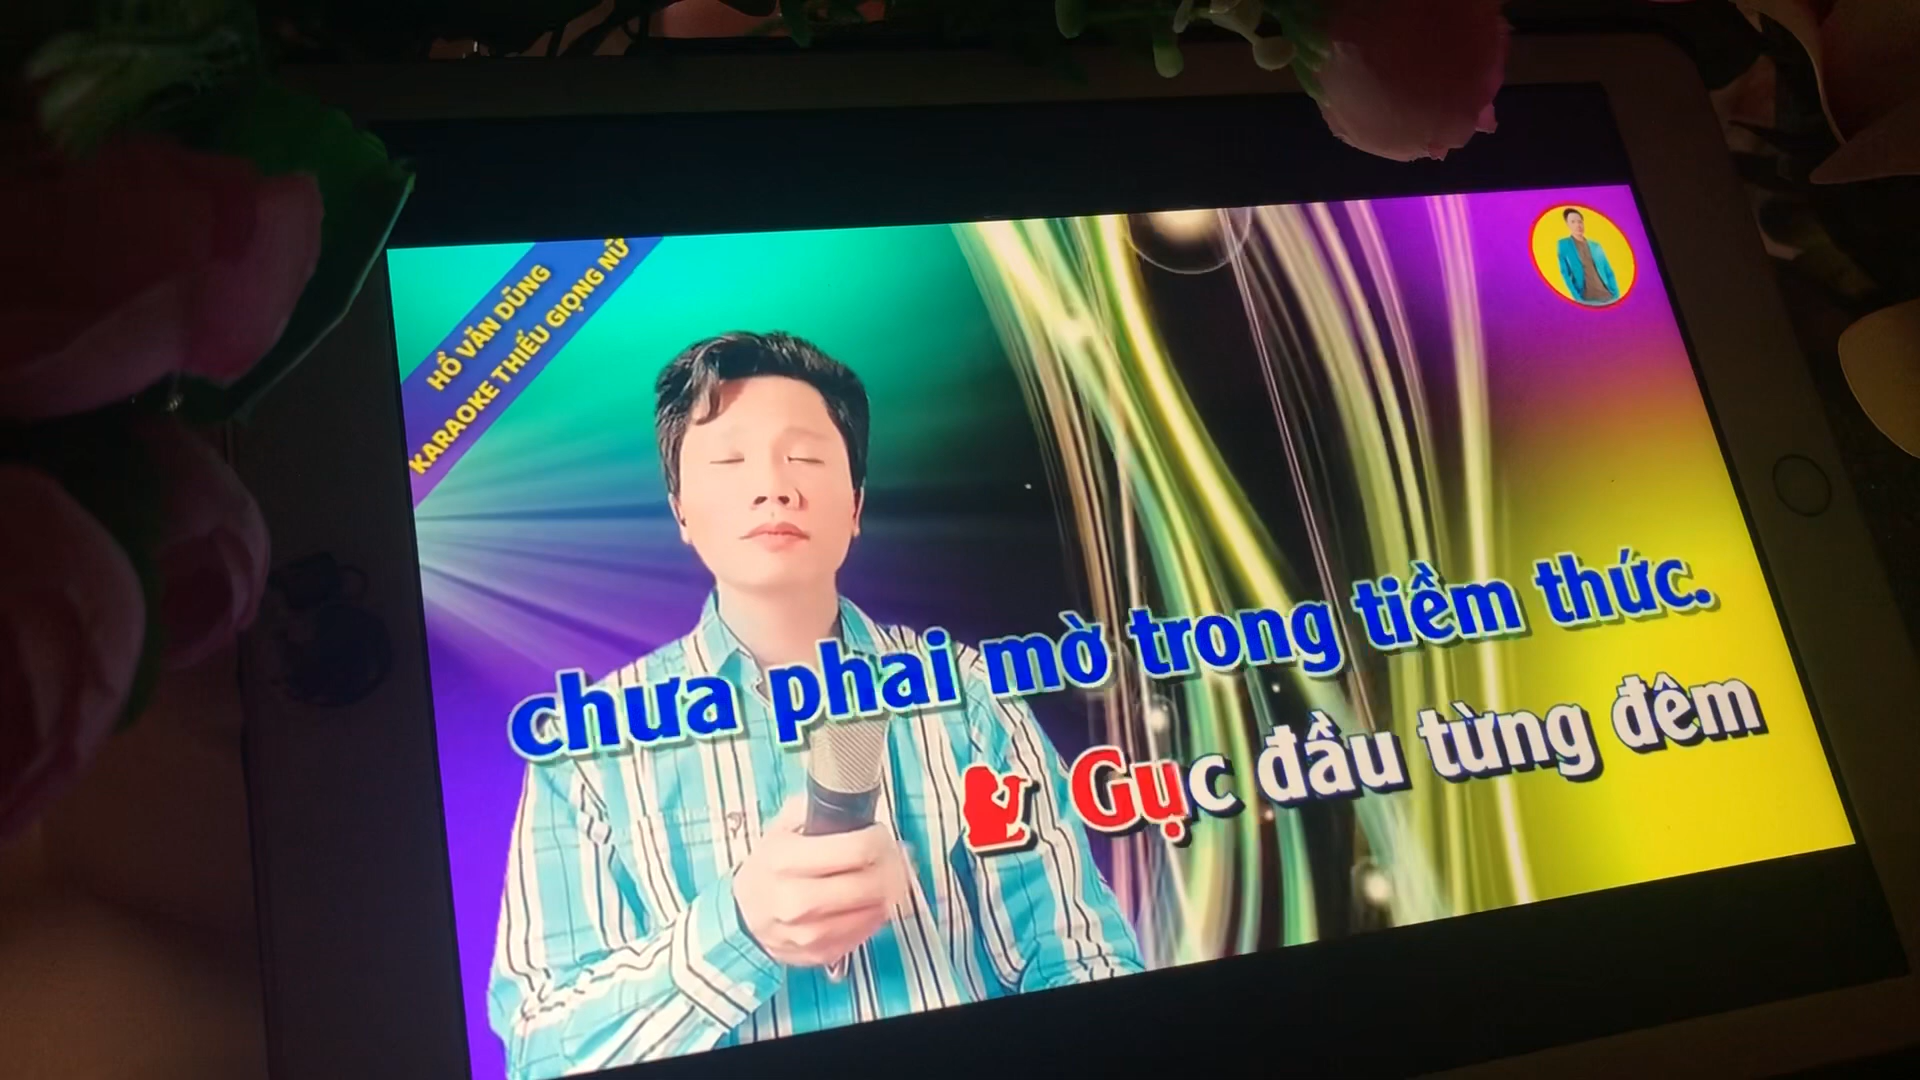 HỒ VĂN DŨNG
KARAOKE THIẾU GIỌNG NỮ
chưa phai mờ trong tiềm thức.
Gục đầu từng đêm